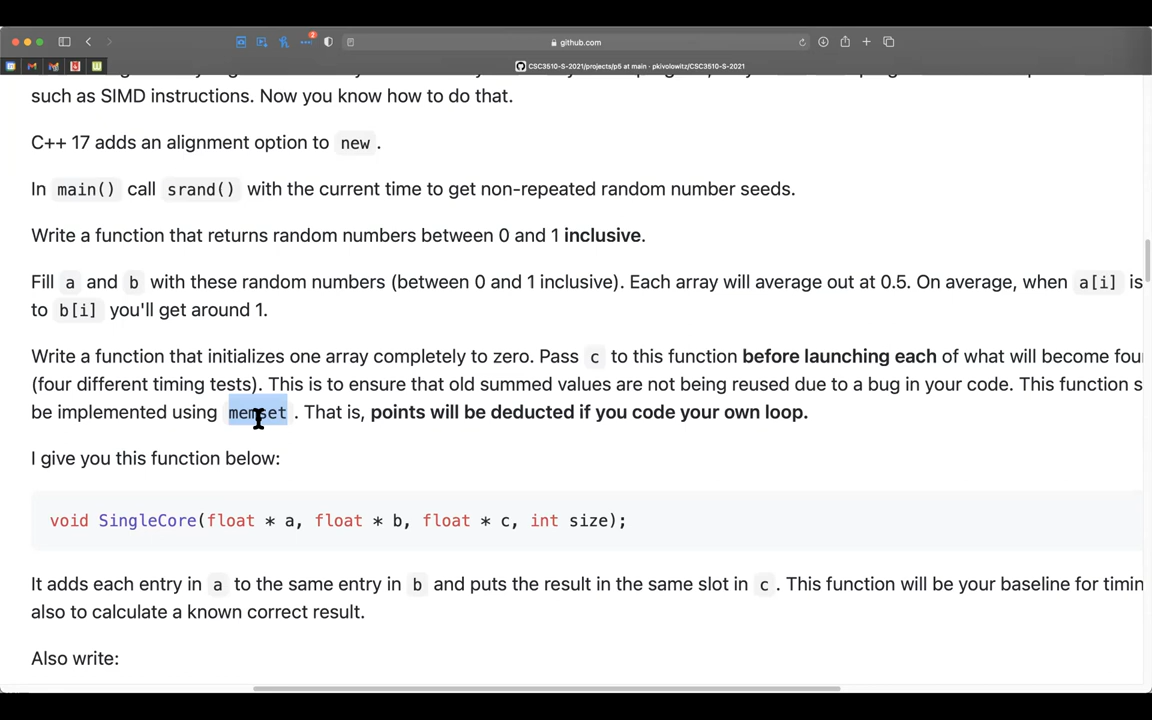 github.com
2
CSC3510-S-2021/projects/p5 at main · pkivolowitz/CSC3510-S-2021
such as SIMD instructions. Now you know how to do that.
C++ 17 adds an alignment option to new .
In main() call srand() with the current time to get non-repeated random number seeds.
Write a function that returns random numbers between 0 and 1 inclusive.
Fill a and b with these random numbers (between 0 and 1 inclusive). Each array will average out at 0.5. On average, when a[i] is
to b[i] you'll get around 1.
Write a function that initializes one array completely to zero. Pass c to this function before launching each of what will become four
(four different timing tests). This is to ensure that old summed values are not being reused due to a bug in your code. This function s
be implemented using memset . That is, points will be deducted if you code your own loop.
I give you this function below:
void SingleCore(float * a, float * b, float * c, int size);
It adds each entry in a to the same entry in b and puts the result in the same slot in c . This function will be your baseline for timin
also to calculate a known correct result.
Also write: